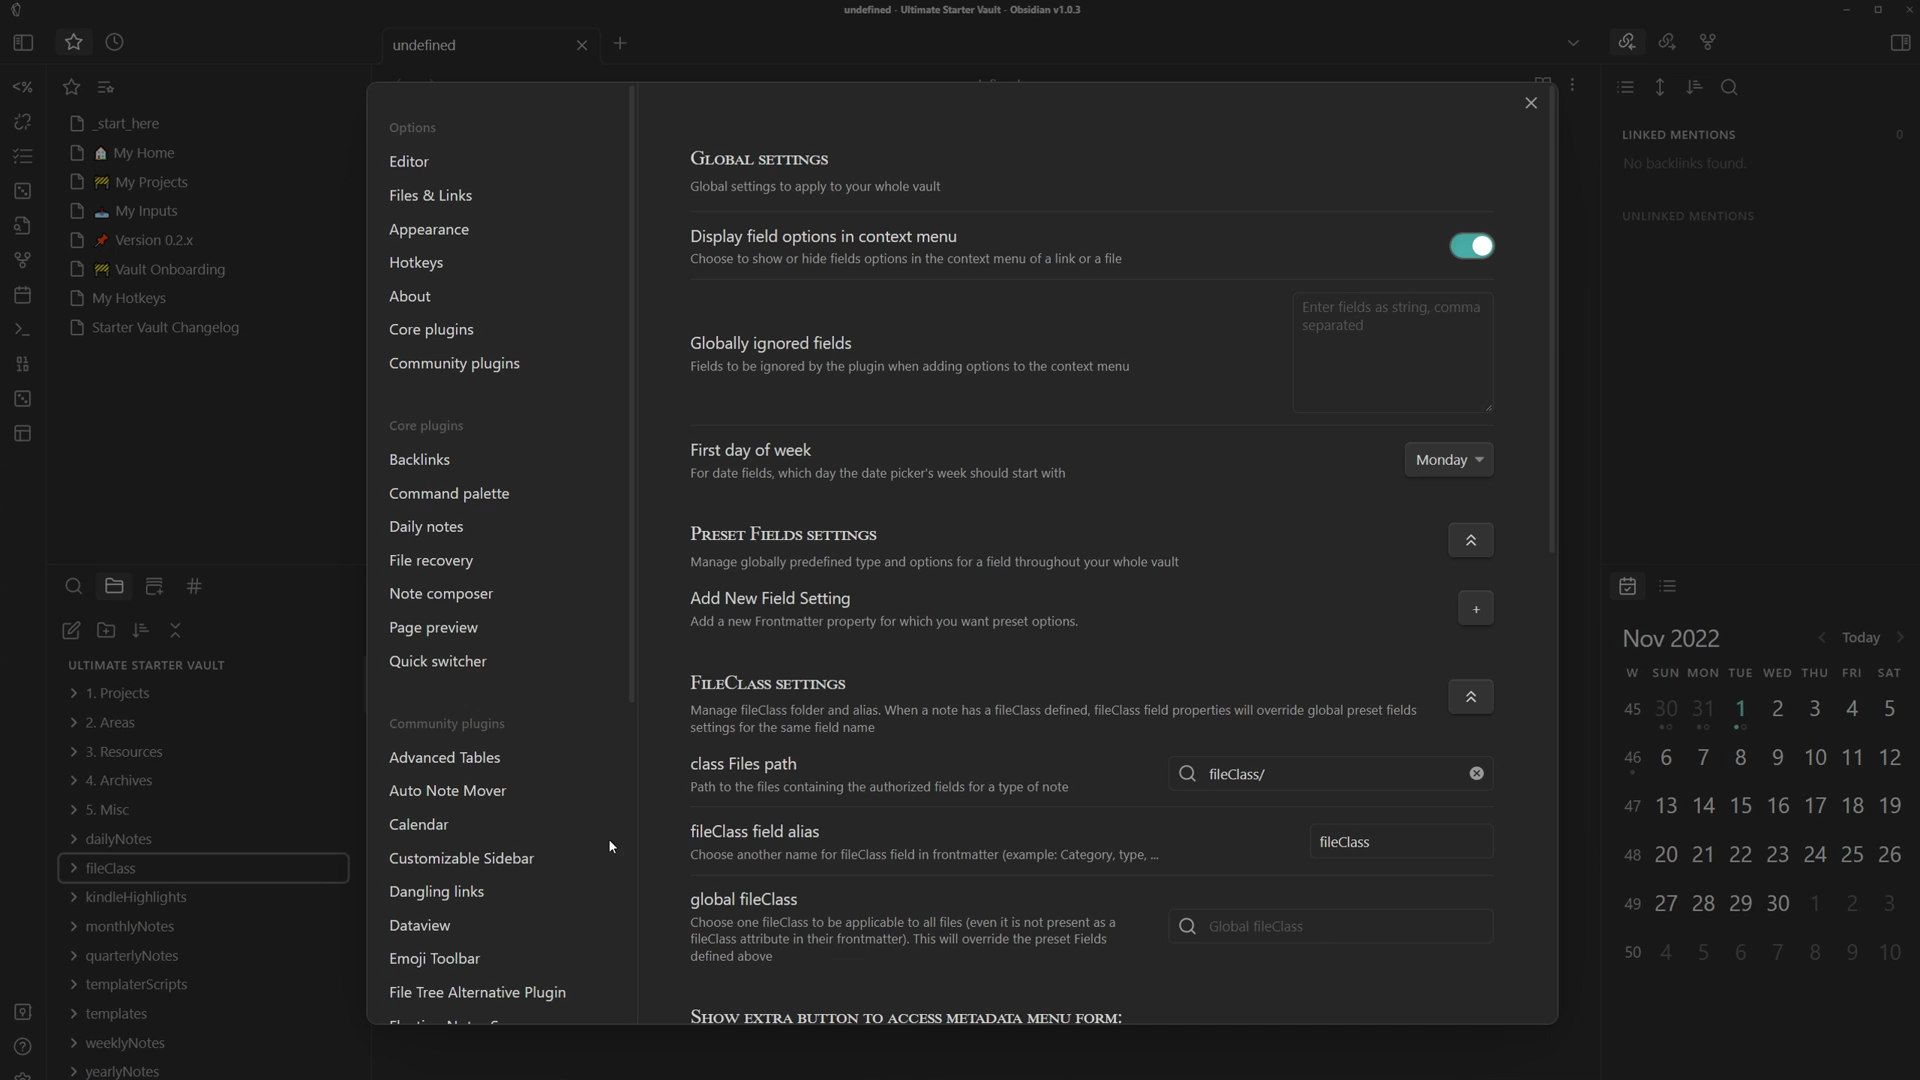 undefined - Ultimate Starter Vault - Obsidian v1.0.3
undefined
_start_here
My Home
My Projects
My Inputs
Version 0.2.x
Vault Onboarding
My Hotkeys
Starter Vault Changelog
ULTIMATE STARTER VAULT
1. Projects
2. Areas
3. Resources
4. Archives
5. Misc
dailyNotes
fileClass
kindleHighlights
monthlyNotes
quarterlyNotes
templaterScripts
templates
weeklyNotes
yearlyNotes
Options
Editor
Files & Links
Appearance
Hotkeys
About
Core plugins
Community plugins
Core plugins
Backlinks
Command palette
Daily notes
File recovery
Note composer
Page preview
Quick switcher
Community plugins
Advanced Tables
Auto Note Mover
Calendar
Customizable Sidebar
Dangling links
Dataview
Emoji Toolbar
File Tree Alternative Plugin
GLOBAL SETTINGS
Global settings to apply to your whole vault
Display field options in context menu
Choose to show or hide fields options in the context menu of a link or a file
Globally ignored fields
Fields to be ignored by the plugin when adding options to the context menu
Enter fields as string, comma
separated
First day of week
For date fields, which day the date picker's week should start with
Monday
PRESET FIELDS SETTINGS
Manage globally predefined type and options for a field throughout your whole vault
Add New Field Setting
Add a new Frontmatter property for which you want preset options.
+
FILECLASS SETTINGS
Manage fileClass folder and alias. When a note has a fileClass defined, fileClass field properties will override global preset fields
settings for the same field name
class Files path
Path to the files containing the authorized fields for a type of note
fileClass/
fileClass field alias
Choose another name for fileClass field in frontmatter (example: Category, type, ...
fileClass
global fileClass
Choose one fileClass to be applicable to all files (even it is not present as a
fileClass attribute in their frontmatter). This will override the preset Fields
defined above
Global fileClass
SHOW EXTRA BUTTON TO ACCESS METADATA MENU FORM:
LINKED MENTIONS 0
No backlinks found.
UNLINKED MENTIONS
Nov 2022 Today
W SUN MON TUE WED THU FRI SAT
45 30 31 1 2 3 4 5
46 6 7 8 9 10 11 12
47 13 14 15 16 17 18 19
48 20 21 22 23 24 25 26
49 27 28 29 30 1 2 3
50 4 5 6 7 8 9 10